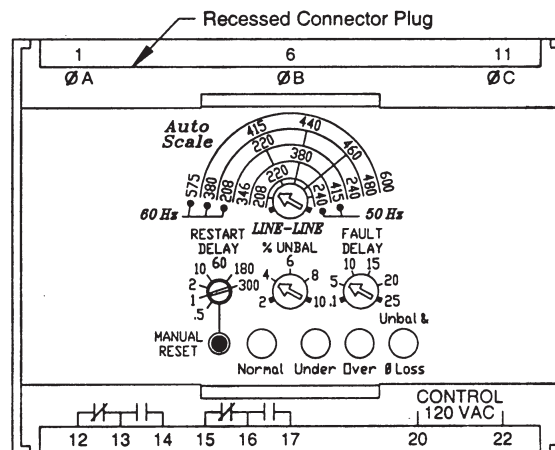 Recessed Connector Plug
1 6 11
ØA ØB ØC
Auto
Scale
415 440
220 460
380
220
575 380 208 346 208 240 415 240 480 600
60 Hz LINE-LINE 50 Hz
RESTART
DELAY
% UNBAL
FAULT
DELAY
60
10 180
2 300
1
.5
6
4 8
2 10
10 15
5 20
.1 25
Unbal &
MANUAL
RESET
Normal Under Over Ø Loss
CONTROL
120 VAC
12 13 14 15 16 17 20 22